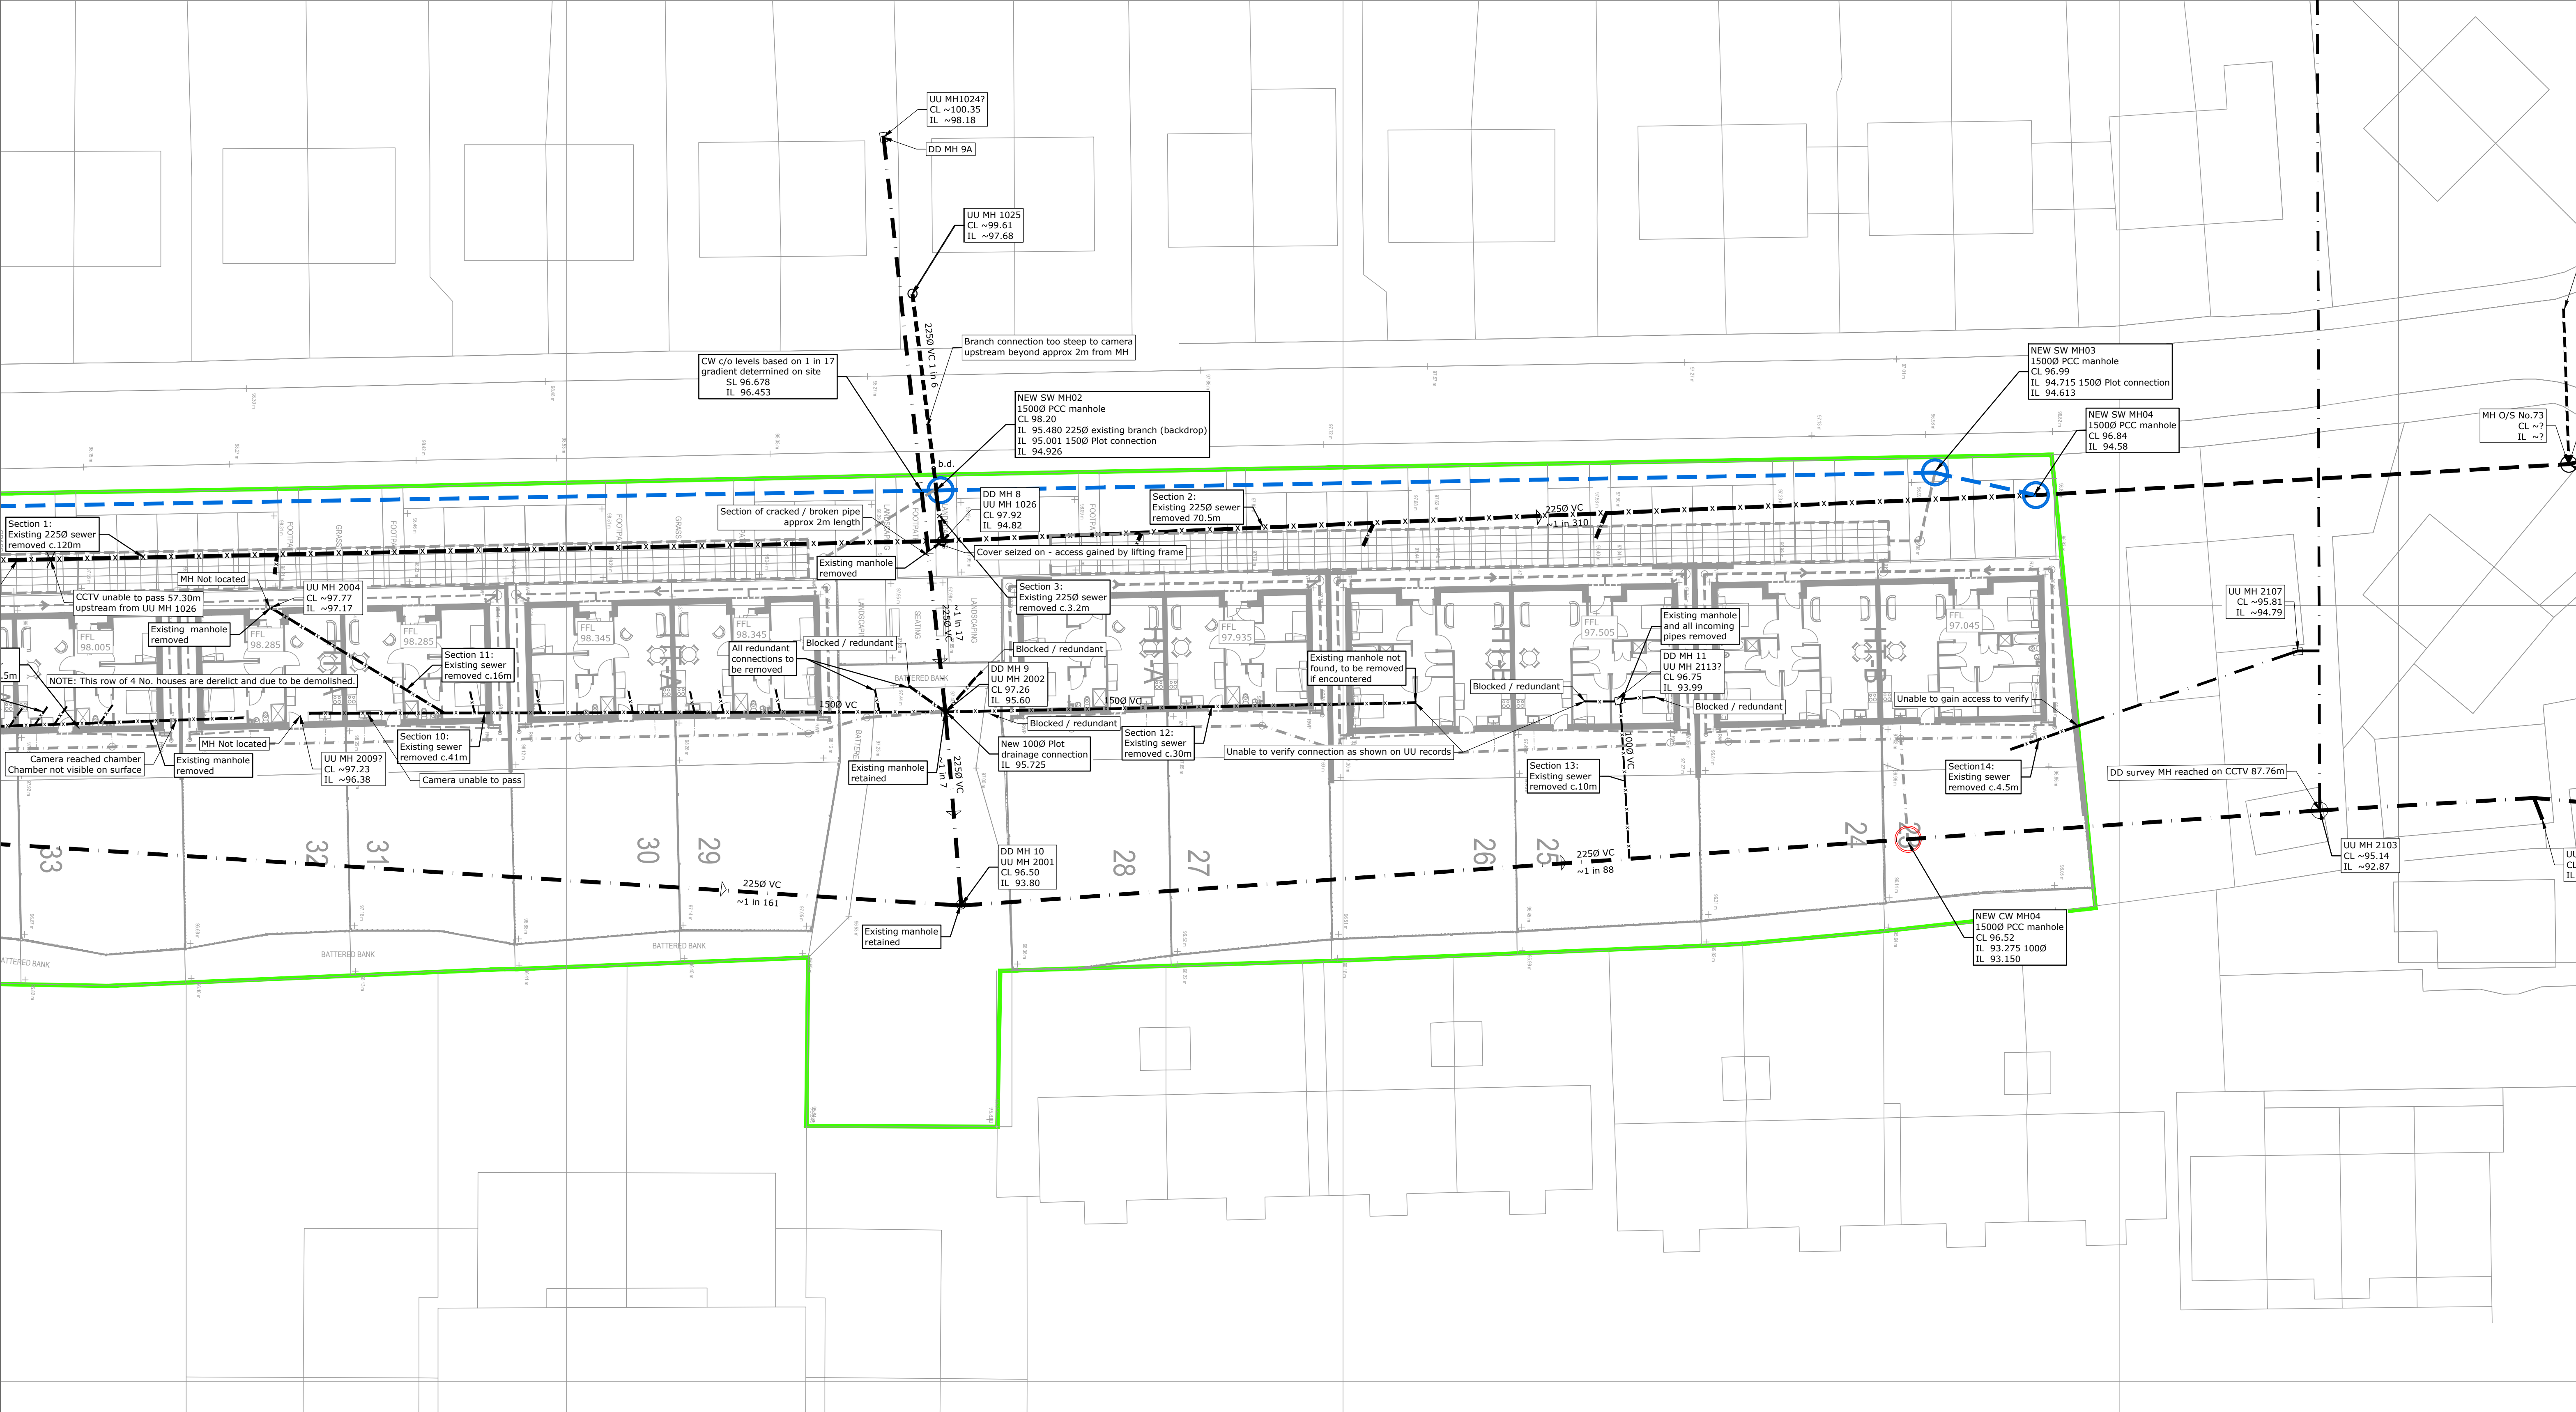 UU MH1024?
CL ~100.35
IL ~98.18
DD MH 9A
UU MH 1025
CL ~99.61
IL ~97.68
225Ø VC 1 in 6
Branch connection too steep to camera
upstream beyond approx 2m from MH
CW c/o levels based on 1 in 17
gradient determined on site
SL 96.678
IL 96.453
NEW SW MH02
1500Ø PCC manhole
CL 98.20
IL 95.480 225Ø existing branch (backdrop)
IL 95.001 150Ø Plot connection
IL 94.926
NEW SW MH03
1500Ø PCC manhole
CL 96.99
IL 94.715 150Ø Plot connection
IL 94.613
NEW SW MH04
1500Ø PCC manhole
CL 96.84
IL 94.58
MH O/S No.73
CL ~?
IL ~?
b.d.
DD MH 8
UU MH 1026
CL 97.92
IL 94.82
Section 2:
Existing 225Ø sewer
removed 70.5m
225Ø VC
~1 in 310
Section of cracked / broken pipe
approx 2m length
Section 1:
Existing 225Ø sewer
removed c.120m
FOOTPATH
GRASS
FOOTPATH
FOOTPATH
GRASS
LANDSCAPING
FOOTPATH
FOOTPATH
Cover seized on - access gained by lifting frame
Existing manhole
removed
MH Not located
UU MH 2004
CL ~97.77
IL ~97.17
CCTV unable to pass 57.30m
upstream from UU MH 1026
Section 3:
Existing 225Ø sewer
removed c.3.2m
UU MH 2107
CL ~95.81
IL ~94.79
Existing manhole
removed
FFL
98.005
FFL
98.285
FFL
98.285
FFL
98.345
FFL
98.345
FFL
97.935
FFL
97.505
FFL
97.045
LANDSCAPING
SEATING
LANDSCAPING
225Ø VC
~1 in 17
Existing manhole
and all incoming
pipes removed
Blocked / redundant
All redundant
connections to
be removed
Blocked / redundant
Section 11:
Existing sewer
removed c.16m
Existing manhole not
found, to be removed
if encountered
DD MH 11
UU MH 2113?
CL 96.75
IL 93.99
DD MH 9
UU MH 2002
CL 97.26
IL 95.60
.5m
NOTE: This row of 4 No. houses are derelict and due to be demolished.
BATTERED BANK
Blocked / redundant
Unable to gain access to verify
150Ø VC
150Ø VC
Blocked / redundant
Blocked / redundant
MH Not located
Section 10:
Existing sewer
removed c.41m
New 100Ø Plot
drainage connection
IL 95.725
Section 12:
Existing sewer
removed c.30m
Unable to verify connection as shown on UU records
100Ø VC
Camera reached chamber
Chamber not visible on surface
Existing manhole
removed
UU MH 2009?
CL ~97.23
IL ~96.38
Camera unable to pass
Existing manhole
retained
225Ø VC
~1 in 7
Section 13:
Existing sewer
removed c.10m
Section14:
Existing sewer
removed c.4.5m
DD survey MH reached on CCTV 87.76m
33
32
31
30
29
28
27
26
25
24
23
225Ø VC
~1 in 161
DD MH 10
UU MH 2001
CL 96.50
IL 93.80
225Ø VC
~1 in 88
UU MH 2103
CL ~95.14
IL ~92.87
Existing manhole
retained
NEW CW MH04
1500Ø PCC manhole
CL 96.52
IL 93.275 100Ø
IL 93.150
BATTERED BANK
BATTERED BANK
BATTERED BANK